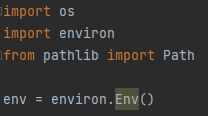 import os
import environ
from pathlib import Path
env = environ.Env()